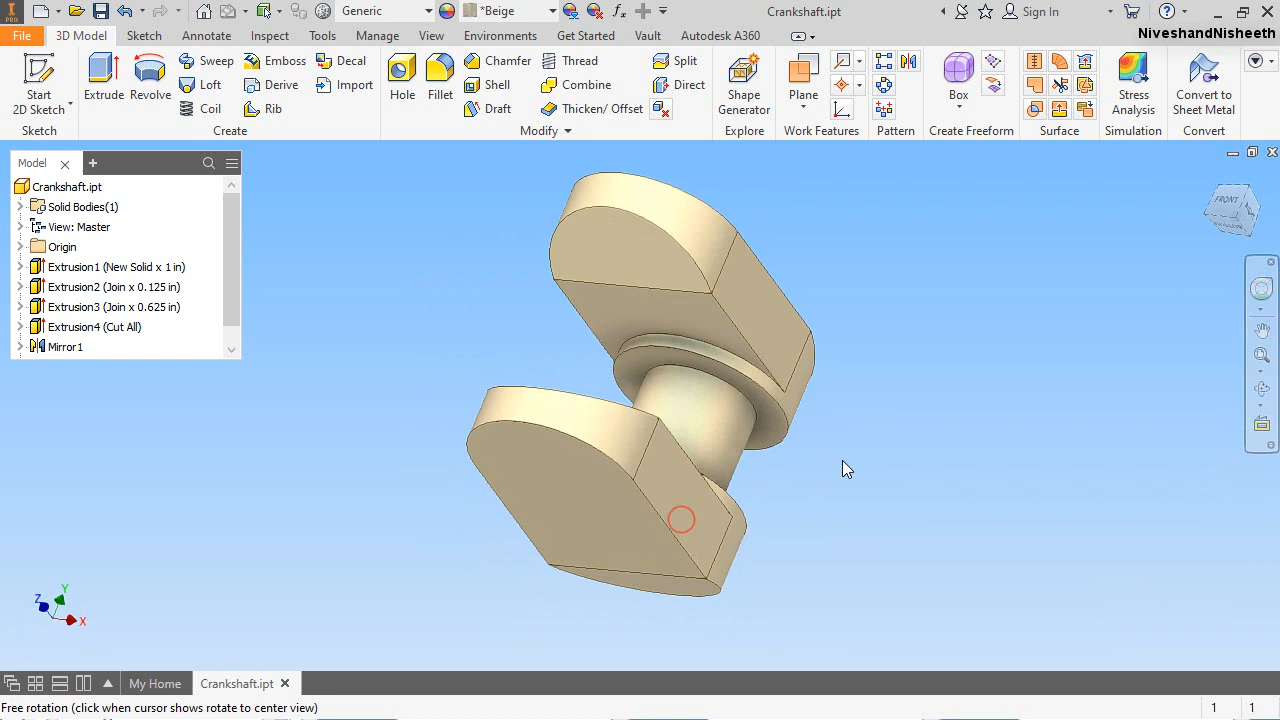 Generic
*Beige
Crankshaft.ipt
Sign In
PRO
File
3D Model
Sketch
Annotate
Inspect
Tools
Manage
View
Environments
Get Started
Vault
Autodesk A360
NiveshandNisheeth
Start
2D Sketch
Extrude
Revolve
Sweep
Loft
Coil
Emboss
Deri
Rib
Decal
Import
Hole
Fillet
Chamfer
Shell
Draft
Thread
Combine
Thicken/ Offset
Split
Direct
Shape
Generator
Plane
Box
Stress
Analysis
Convert to
Sheet Metal
Sketch
Create
Modify
Explore
Work Features
Pattern
Create Freeform
Surface
Simulation
Convert
Model
Crankshaft.ipt
Solid Bodies(1)
View: Master
Origin
Extrusion1 (New Solid x 1 in)
Extrusion2 (Join x 0.125 in)
Extrusion3 (Join x 0.625 in)
Extrusion4 (Cut All)
Mirror1
FRONT
Y
Z
X
My Home
Crankshaft.ipt
Free rotation (click when cursor shows rotate to center view)
1
1